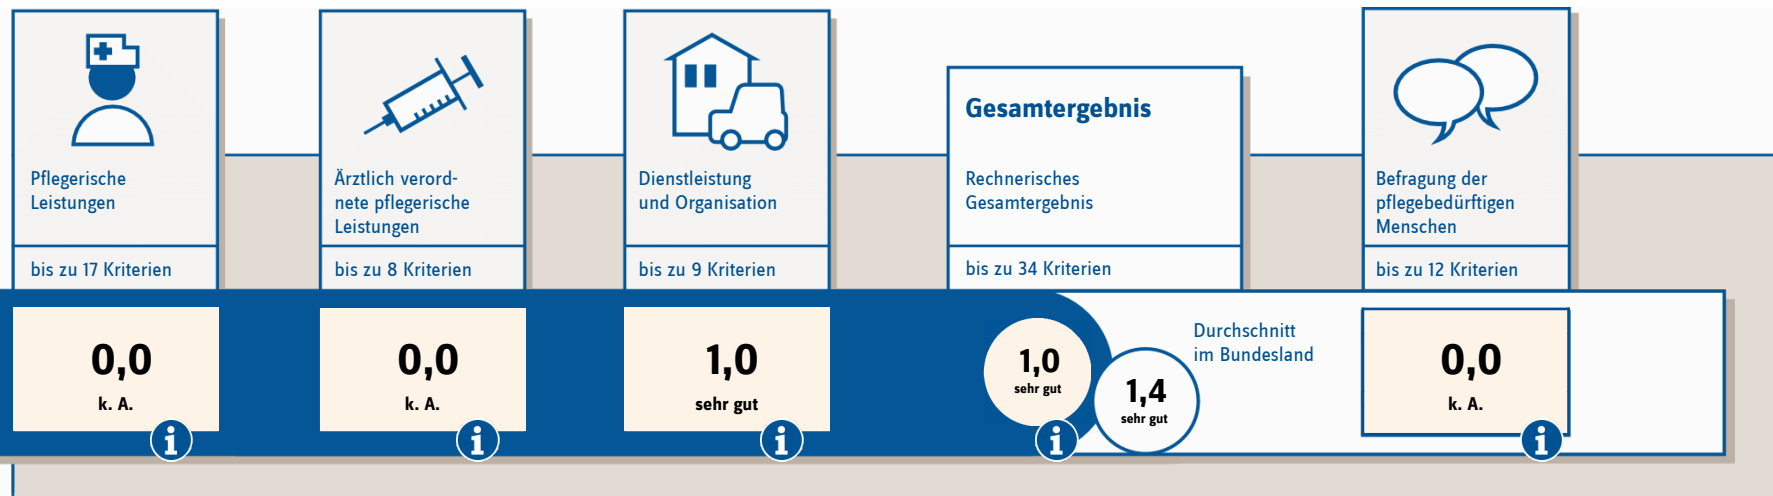 Pflegerische
Leistungen
bis zu 17 Kriterien
0,0
k. A.
i
Ärztlich verord-
nete pflegerische
Leistungen
bis zu 8 Kriterien
0,0
k. A.
i
Dienstleistung
und Organisation
bis zu 9 Kriterien
1,0
sehr gut
i
Gesamtergebnis
Rechnerisches
Gesamtergebnis
bis zu 34 Kriterien
1,0
sehr gut
i
1,4
sehr gut
Durchschnitt
im Bundesland
Befragung der
pflegebedürftigen
Menschen
bis zu 12 Kriterien
0,0
k. A.
i